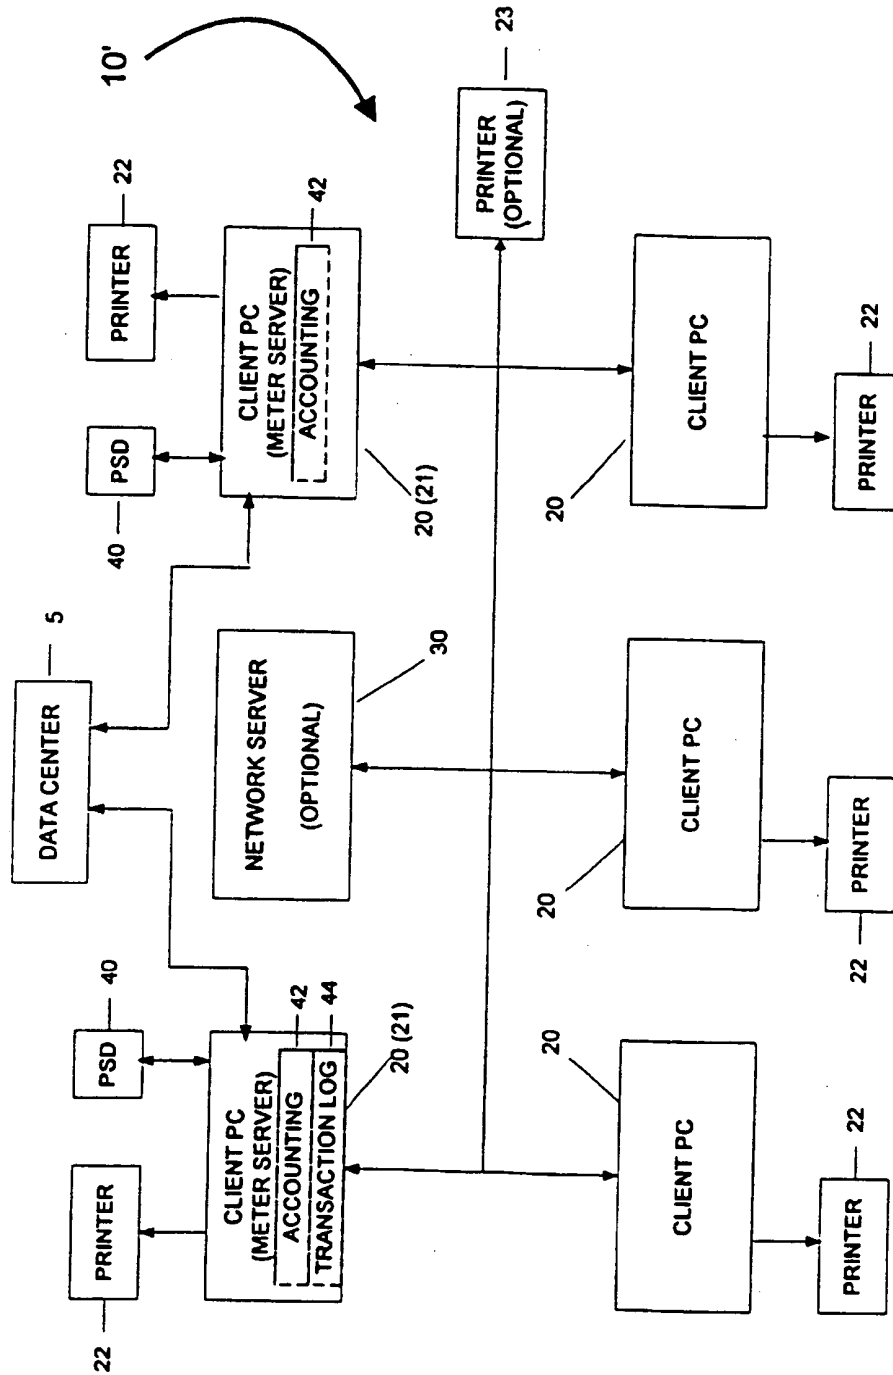 10'
DATA CENTER
5
22
PRINTER
PSD
40
CLIENT PC
(METER SERVER)
ACCOUNTING
TRANSACTION LOG
42
44
20 (21)
NETWORK SERVER
(OPTIONAL)
30
40
PSD
PRINTER
22
CLIENT PC
(METER SERVER)
ACCOUNTING
42
20 (21)
PRINTER
(OPTIONAL)
23
20
CLIENT PC
PRINTER
22
20
CLIENT PC
PRINTER
22
20
CLIENT PC
PRINTER
22